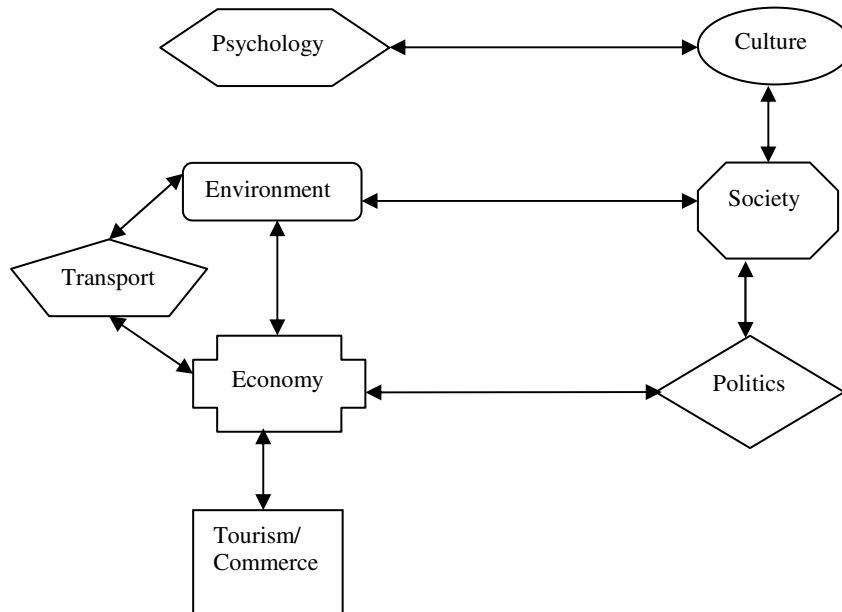 Psychology
Culture
Environment
Society
Transport
Economy
Politics
Tourism/
Commerce